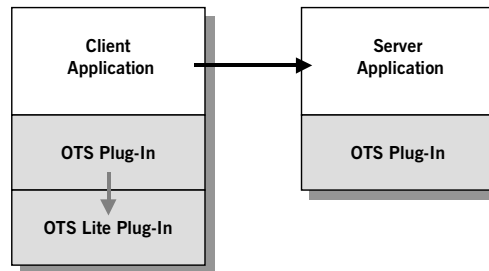 Client
Application
Server
Application
OTS Plug-In
OTS Plug-In
OTS Lite Plug-In